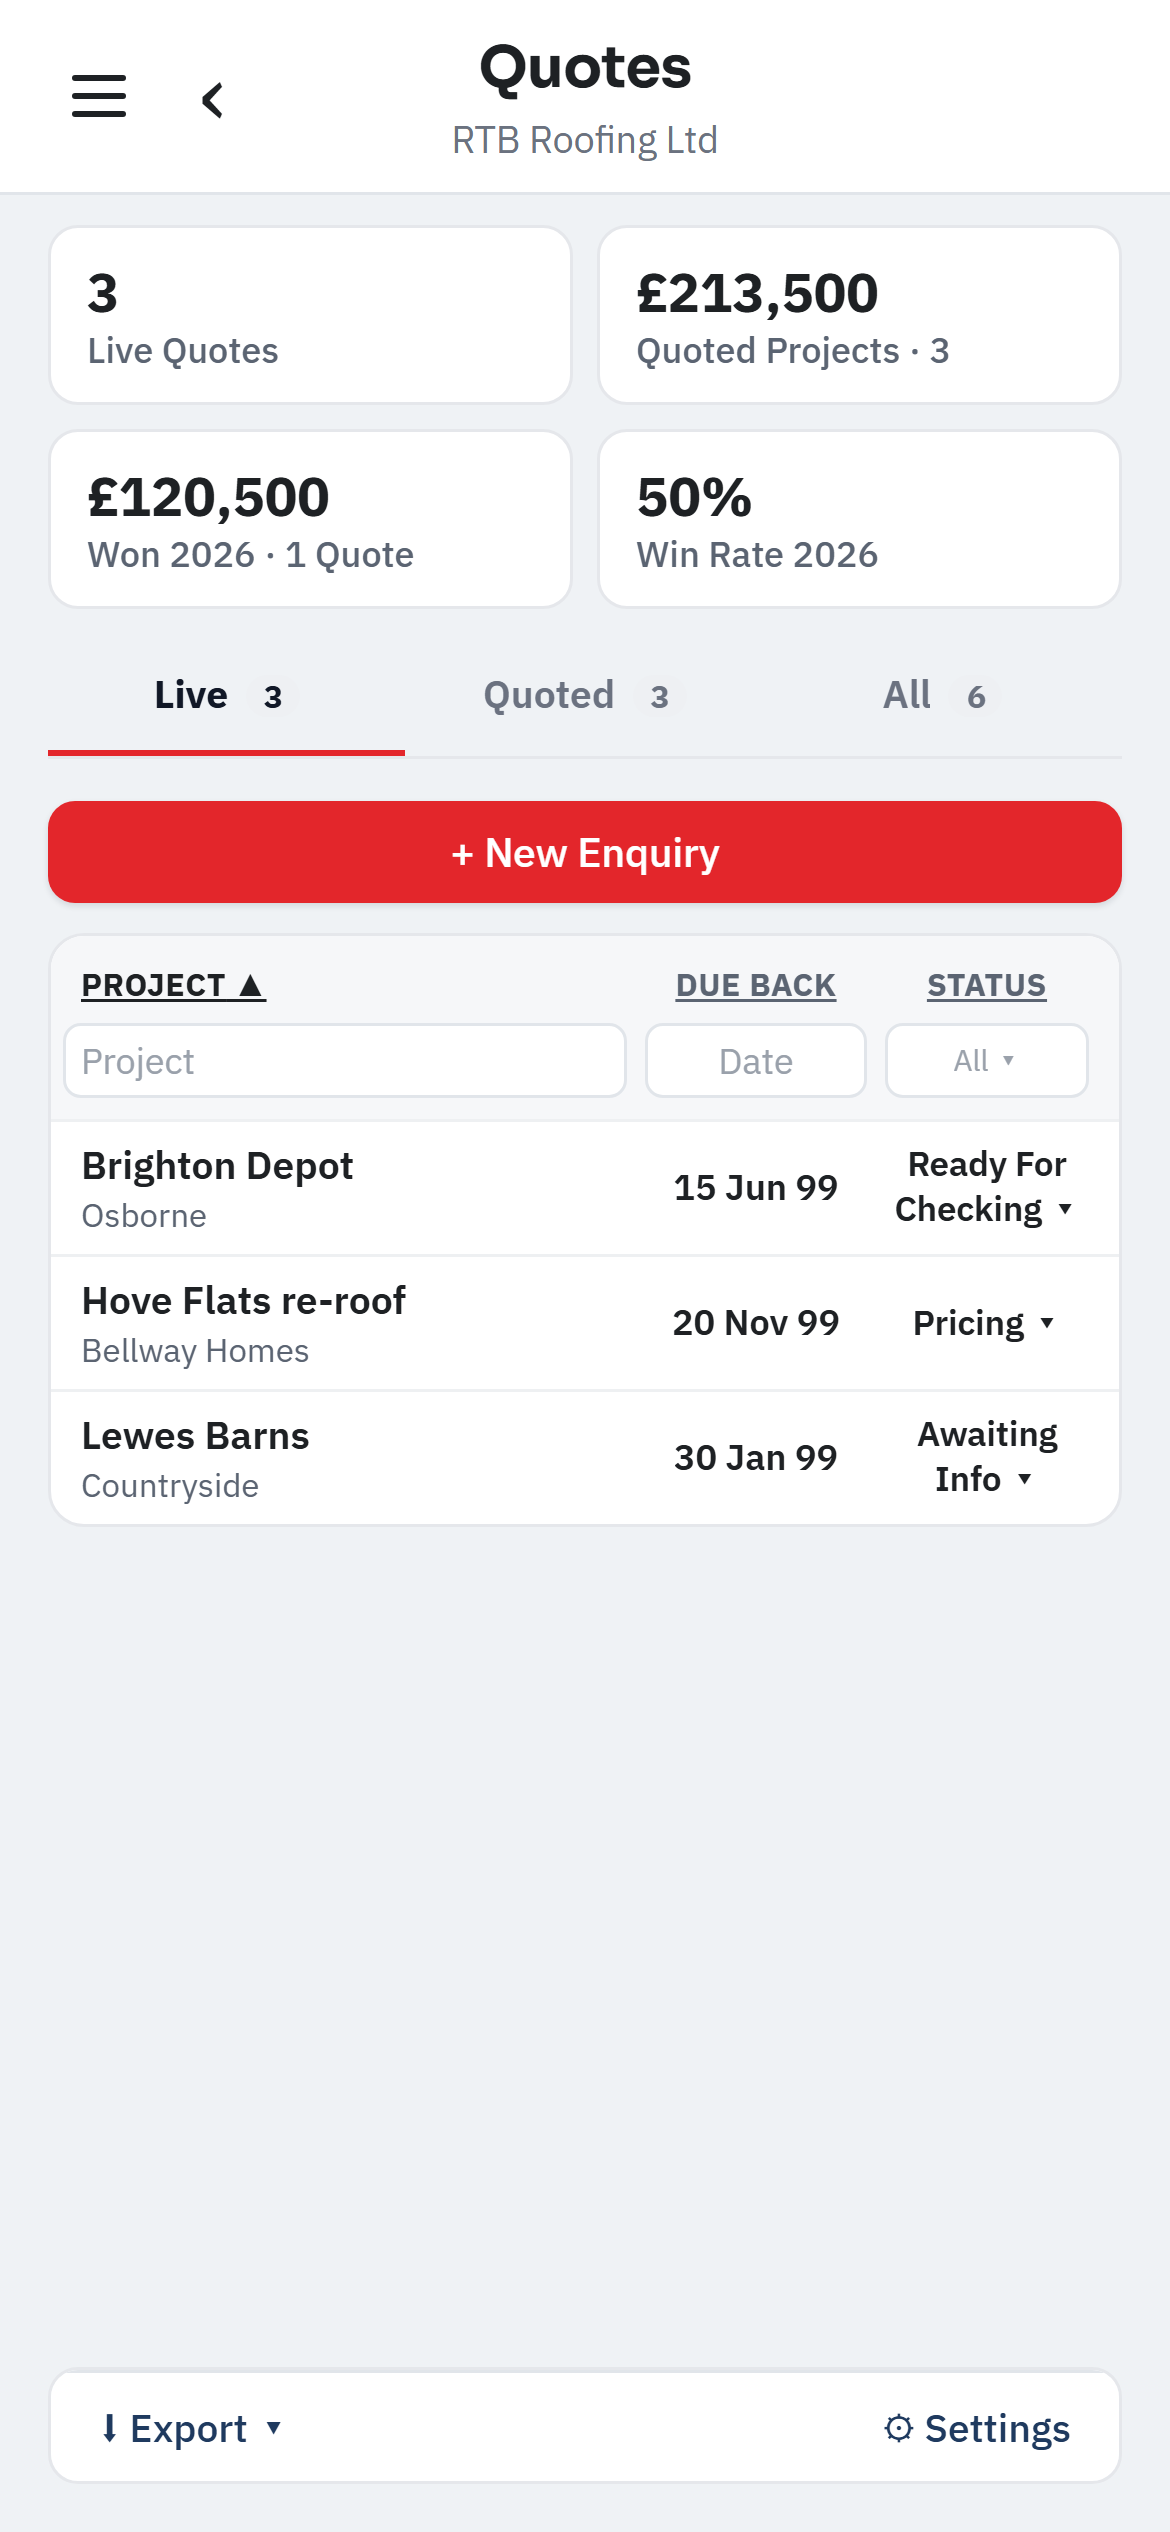 Quotes
RTB Roofing Ltd
3
Live Quotes
£213,500
Quoted Projects · 3
£120,500
Won 2026 · 1 Quote
50%
Win Rate 2026
Live 3
Quoted 3
All 6
+ New Enquiry
PROJECT ▲ DUE BACK STATUS
Project Date All ▾
Brighton Depot
Osborne
15 Jun 99
Ready For
Checking ▾
Hove Flats re-roof
Bellway Homes
20 Nov 99
Pricing ▾
Lewes Barns
Countryside
30 Jan 99
Awaiting
Info ▾
⬇ Export ▾
⚙ Settings